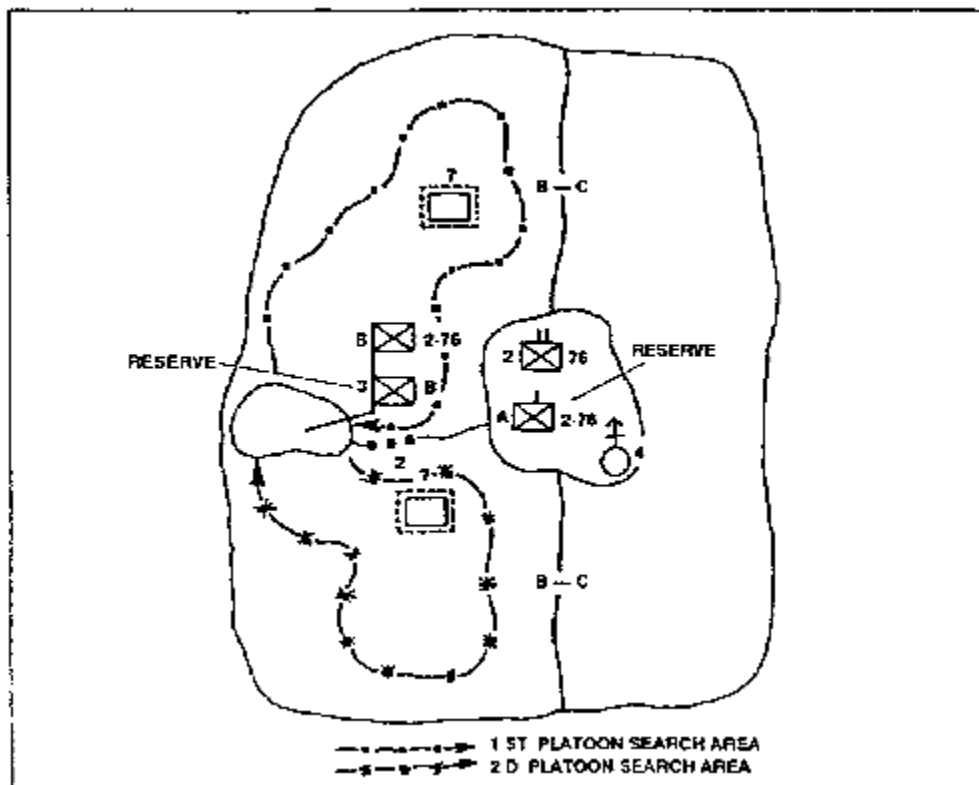 ?
B — C
B 2-76
2 76
RESERVE
RESERVE
3 B
A 2-76
4
2
?
B — C
1 ST PLATOON SEARCH AREA
2 D PLATOON SEARCH AREA